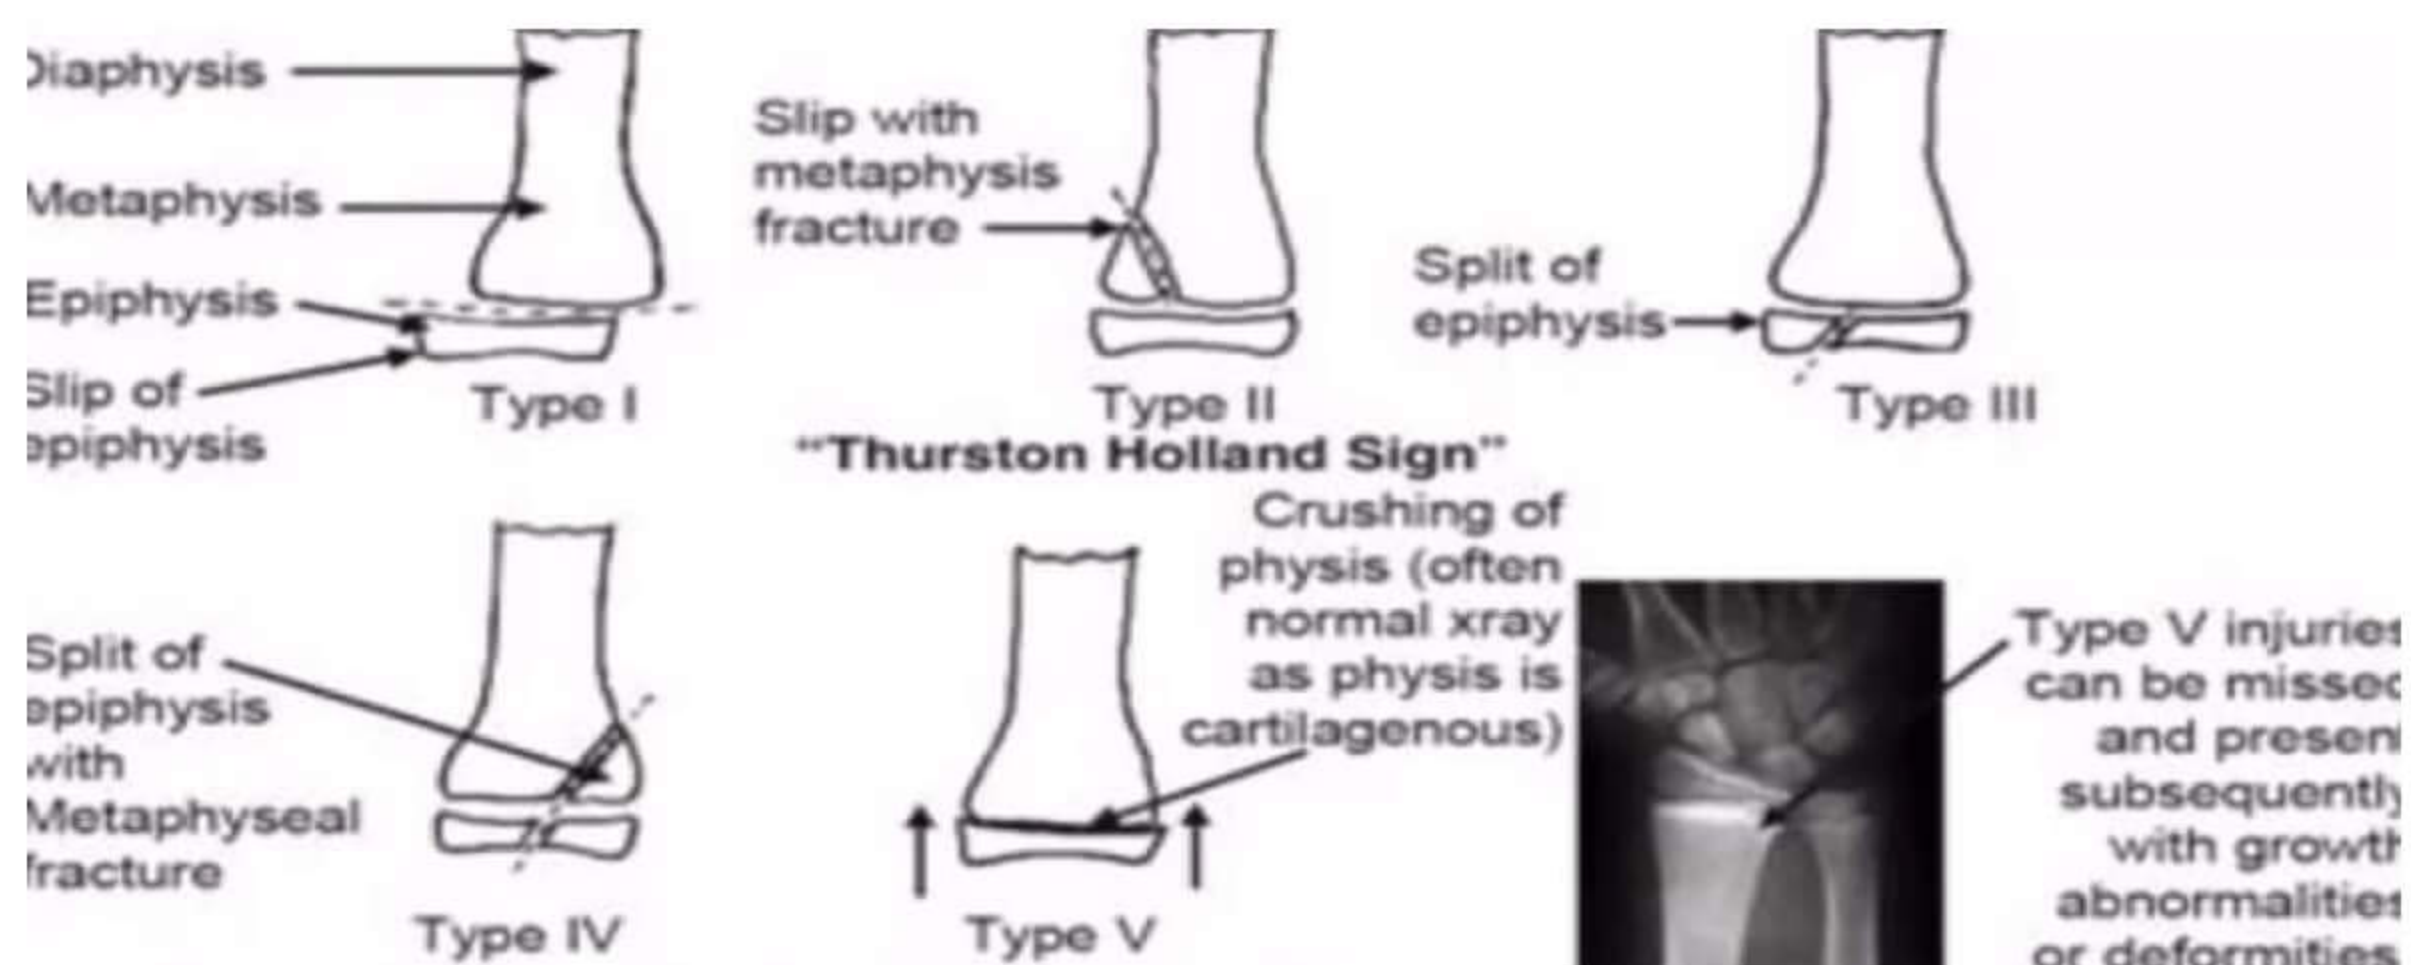 Diaphysis
Metaphysis
Epiphysis
Slip of
epiphysis
Type I
Slip with
metaphysis
fracture
Type II
"Thurston Holland Sign"
Split of
epiphysis
Type III
Split of
epiphysis
with
Metaphyseal
fracture
Type IV
Crushing of
physis (often
normal xray
as physis is
cartilagenous)
Type V
Type V injuries
can be missed
and present
subsequently
with growth
abnormalities
or deformities